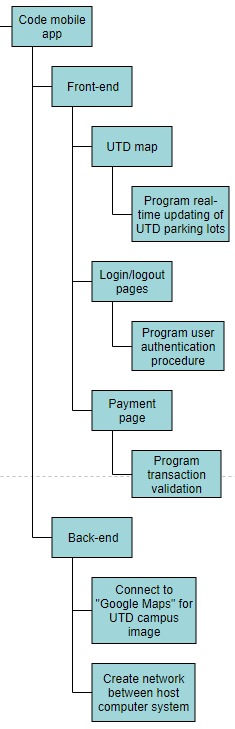 Code mobile
app
Front-end
UTD map
Program real-
time updating of
UTD parking lots
Login/logout
pages
Program user
authentication
procedure
Payment
page
Program
transaction
validation
Back-end
Connect to
"Google Maps" for
UTD campus
image
Create network
between host
computer system